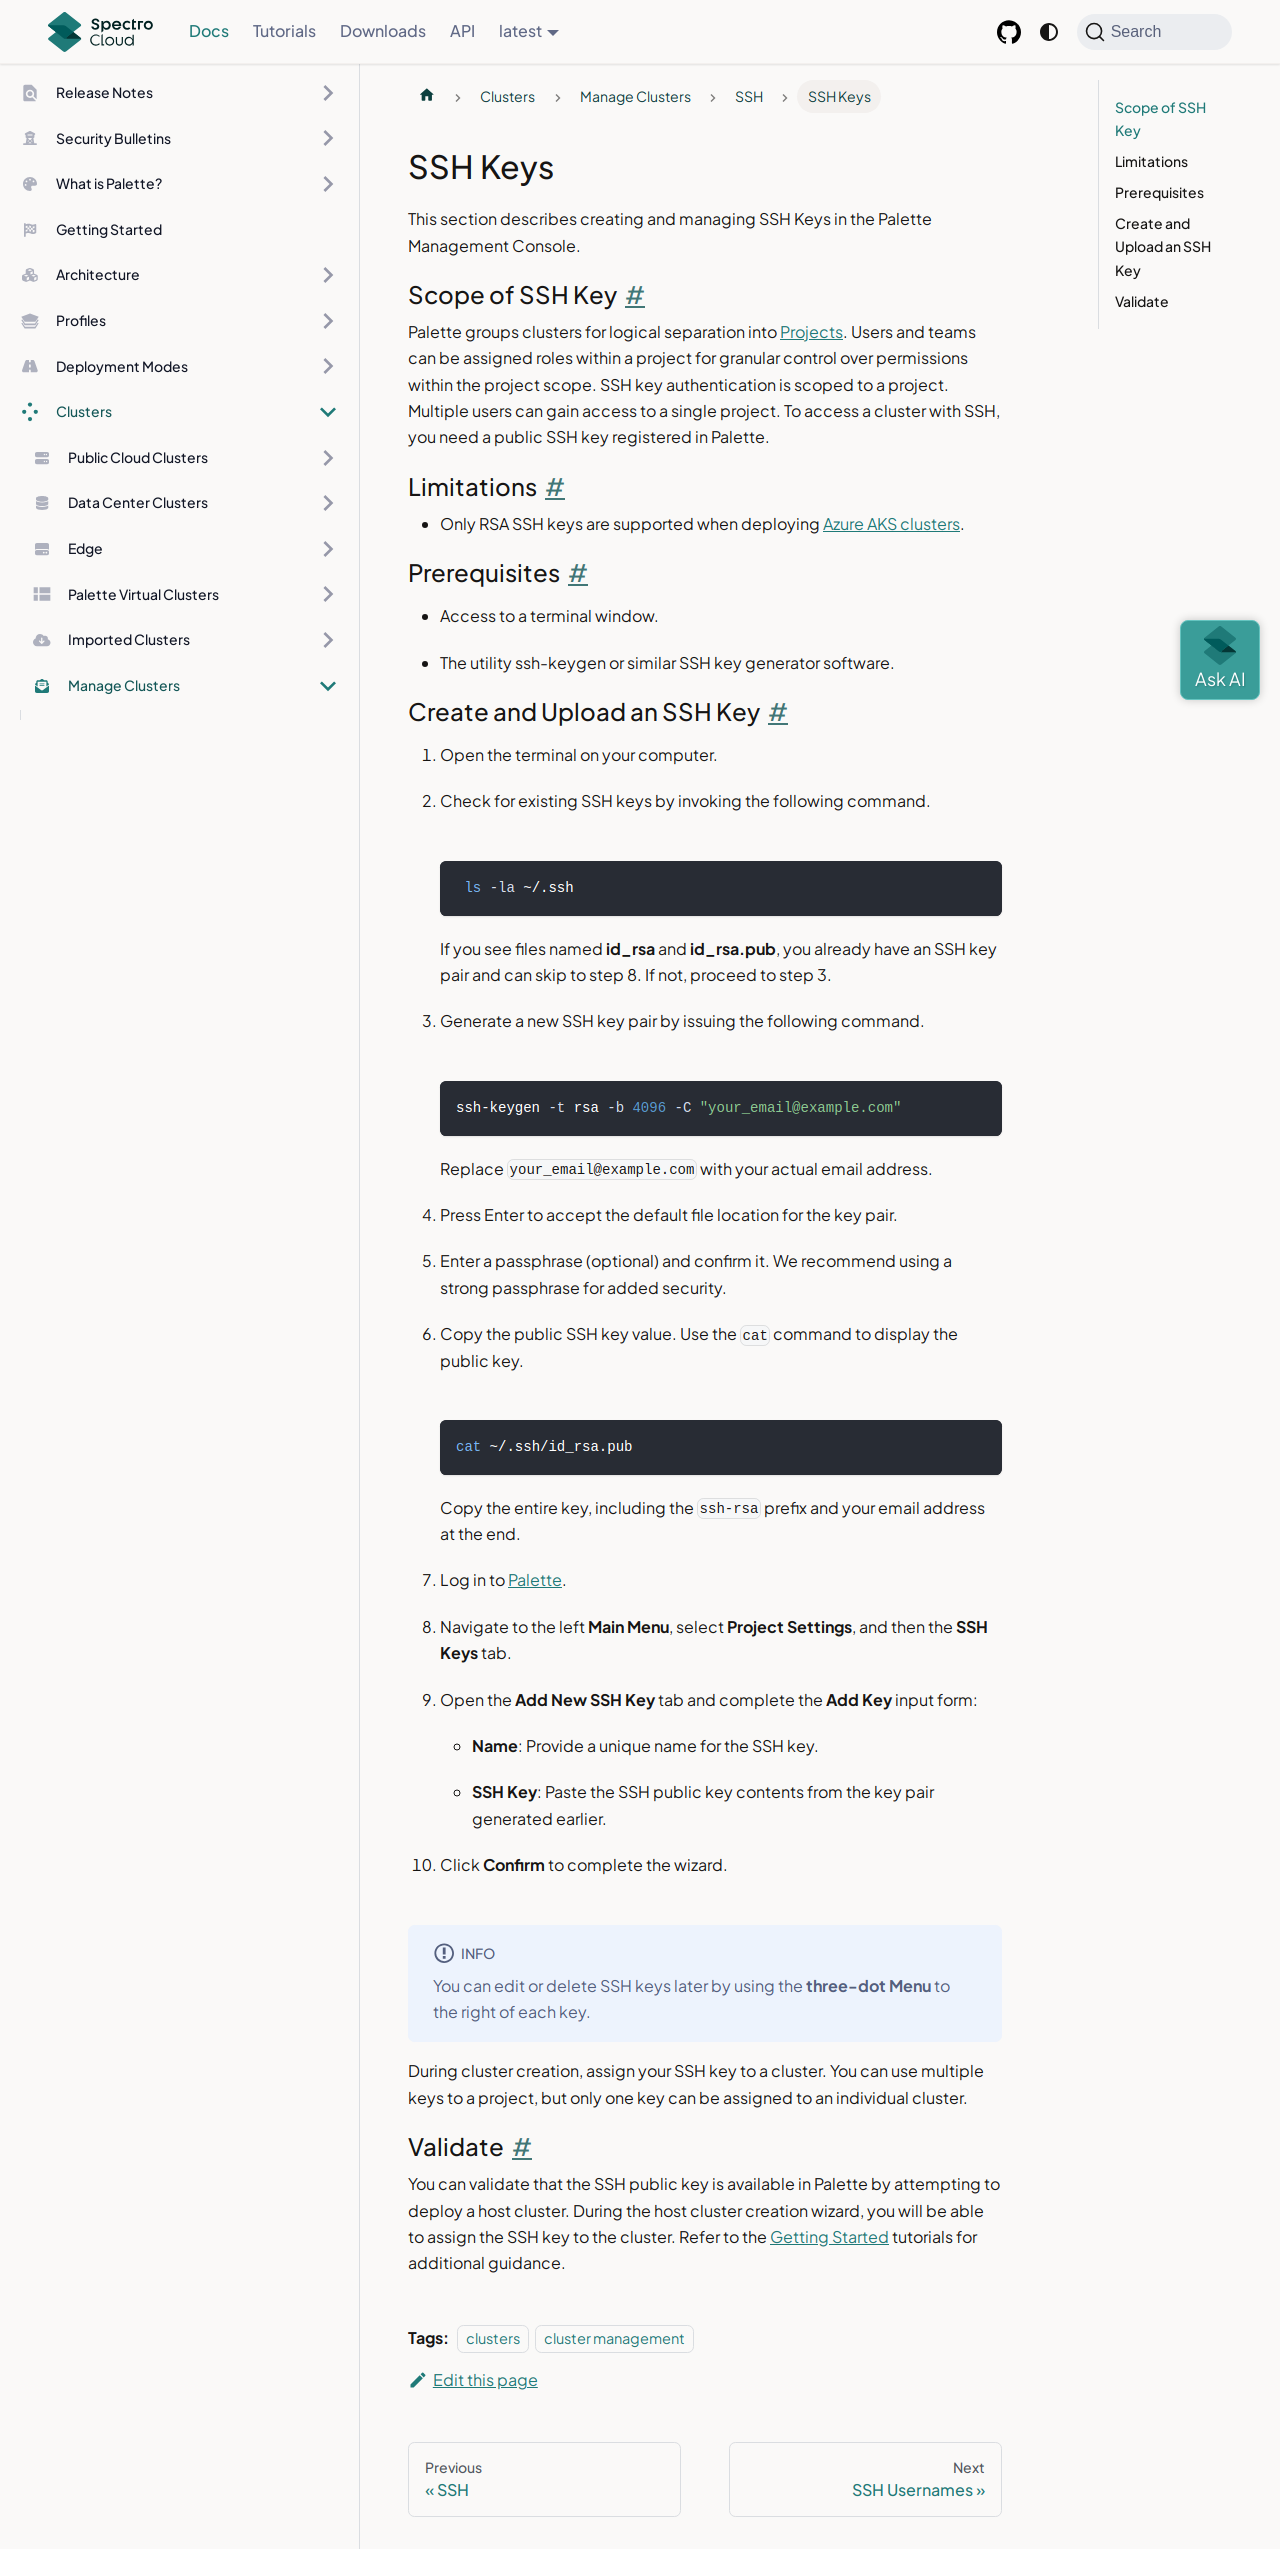 Spectro Cloud
Docs
Tutorials
Downloads
API
latest
Search
Release Notes
Security Bulletins
What is Palette?
Getting Started
Architecture
Profiles
Deployment Modes
Clusters
Public Cloud Clusters
Data Center Clusters
Edge
Palette Virtual Clusters
Imported Clusters
Manage Clusters
Clusters
Manage Clusters
SSH
SSH Keys
SSH Keys
This section describes creating and managing SSH Keys in the Palette
Management Console.
Scope of SSH Key #
Palette groups clusters for logical separation into Projects. Users and teams
can be assigned roles within a project for granular control over permissions
within the project scope. SSH key authentication is scoped to a project.
Multiple users can gain access to a single project. To access a cluster with SSH,
you need a public SSH key registered in Palette.
Limitations #
Only RSA SSH keys are supported when deploying Azure AKS clusters.
Prerequisites #
Access to a terminal window.
The utility ssh-keygen or similar SSH key generator software.
Create and Upload an SSH Key #
1. Open the terminal on your computer.
2. Check for existing SSH keys by invoking the following command.
ls -la ~/.ssh
If you see files named id_rsa and id_rsa.pub, you already have an SSH key
pair and can skip to step 8. If not, proceed to step 3.
3. Generate a new SSH key pair by issuing the following command.
ssh-keygen -t rsa -b 4096 -C "your_email@example.com"
Replace your_email@example.com with your actual email address.
4. Press Enter to accept the default file location for the key pair.
5. Enter a passphrase (optional) and confirm it. We recommend using a
strong passphrase for added security.
6. Copy the public SSH key value. Use the cat command to display the
public key.
cat ~/.ssh/id_rsa.pub
Copy the entire key, including the ssh-rsa prefix and your email address
at the end.
7. Log in to Palette.
8. Navigate to the left Main Menu, select Project Settings, and then the SSH
Keys tab.
9. Open the Add New SSH Key tab and complete the Add Key input form:
Name: Provide a unique name for the SSH key.
SSH Key: Paste the SSH public key contents from the key pair
generated earlier.
10. Click Confirm to complete the wizard.
INFO
You can edit or delete SSH keys later by using the three-dot Menu to
the right of each key.
During cluster creation, assign your SSH key to a cluster. You can use multiple
keys to a project, but only one key can be assigned to an individual cluster.
Validate #
You can validate that the SSH public key is available in Palette by attempting to
deploy a host cluster. During the host cluster creation wizard, you will be able
to assign the SSH key to the cluster. Refer to the Getting Started tutorials for
additional guidance.
Tags: clusters cluster management
Edit this page
Previous
« SSH
Next
SSH Usernames »
Scope of SSH
Key
Limitations
Prerequisites
Create and
Upload an SSH
Key
Validate
Ask AI